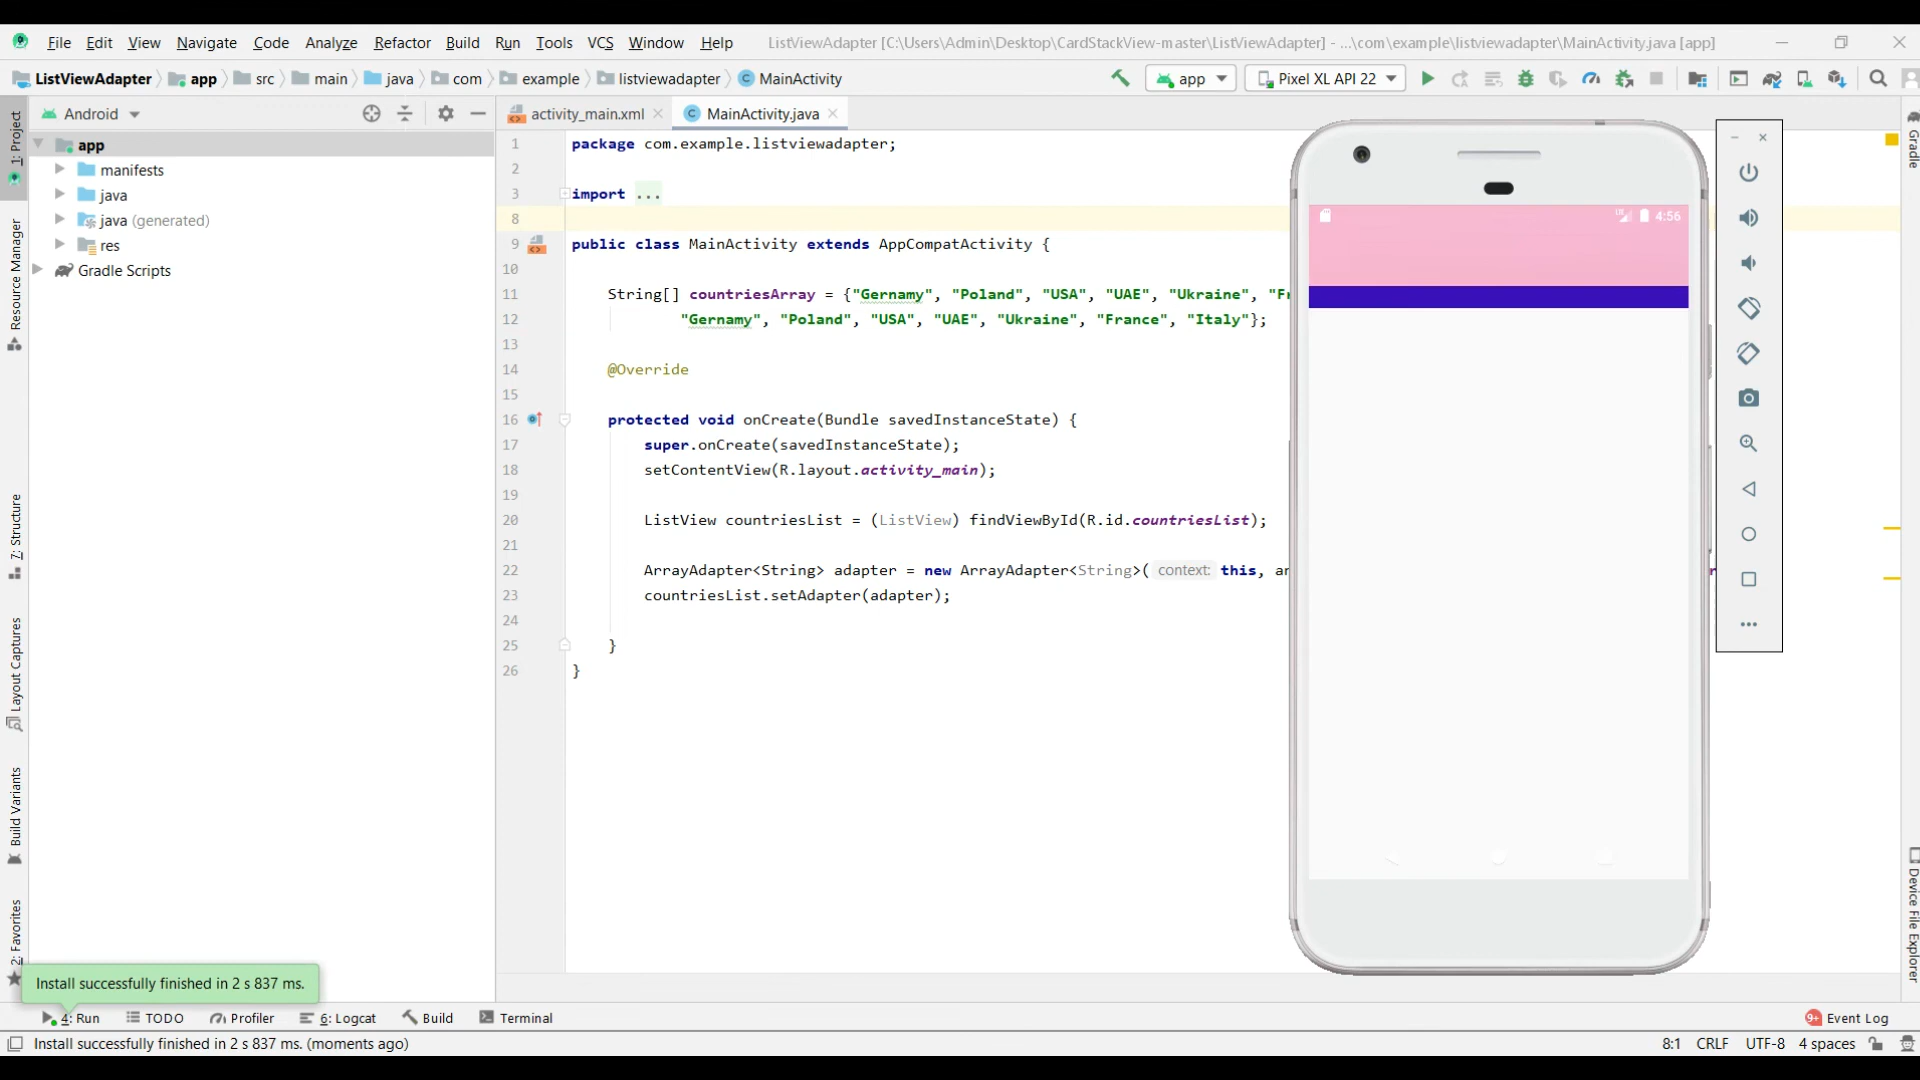 File Edit View Navigate Code Analyze Refactor Build Run Tools VCS Window Help ListViewAdapter [C:\Users\Admin\Desktop\CardStackView-master\ListViewAdapter] - ...\com\example\listviewadapter\MainActivity.java [app]
ListViewAdapter app src main java com example listviewadapter MainActivity app Pixel XL API 22
Android
activity_main.xml MainActivity.java
app
manifests
java
java (generated)
res
Gradle Scripts
1: Project
Resource Manager
7: Structure
Layout Captures
Build Variants
2: Favorites
1 package com.example.listviewadapter;
2
3 import ...
8
9 public class MainActivity extends AppCompatActivity {
10
11 String[] countriesArray = {"Gernamy", "Poland", "USA", "UAE", "Ukraine", "Fr
12 "Gernamy", "Poland", "USA", "UAE", "Ukraine", "France", "Italy"};
13
14 @Override
15
16 protected void onCreate(Bundle savedInstanceState) {
17 super.onCreate(savedInstanceState);
18 setContentView(R.layout.activity_main);
19
20 ListView countriesList = (ListView) findViewById(R.id.countriesList);
21
22 ArrayAdapter<String> adapter = new ArrayAdapter<String>( context: this, an
23 countriesList.setAdapter(adapter);
24
25 }
26 }
4:56
Gradle
Device File Explorer
Install successfully finished in 2 s 837 ms.
4: Run TODO Profiler 6: Logcat Build Terminal 9+ Event Log
Install successfully finished in 2 s 837 ms. (moments ago) 8:1 CRLF UTF-8 4 spaces